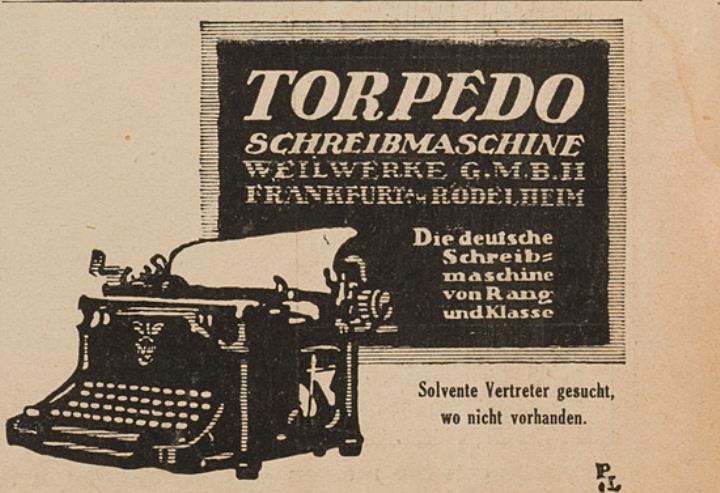 TORPEDO
SCHREIBMASCHINE
WEILWERKE G.M.B.H
FRANKFURT a/M RÖDELHEIM
Die deutsche
Schreib=
maschine
von Rang
und Klasse
Solvente Vertreter gesucht,
wo nicht vorhanden.
PL